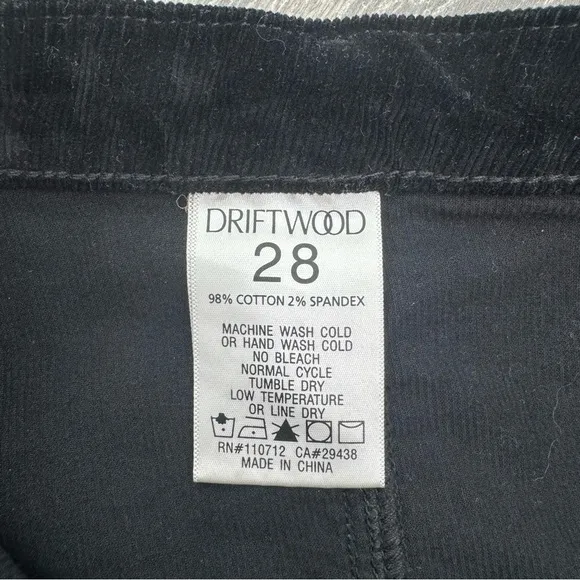 DRIFTWOOD
28
98% COTTON 2% SPANDEX
MACHINE WASH COLD
OR HAND WASH COLD
NO BLEACH
NORMAL CYCLE
TUMBLE DRY
LOW TEMPERATURE
OR LINE DRY
RN#110712 CA#29438
MADE IN CHINA